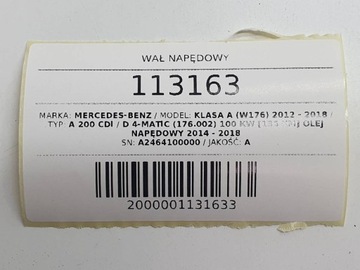 WAŁ NAPĘDOWY
113163
MARKA: MERCEDES-BENZ / MODEL: KLASA A (W176) 2012 - 2018 /
TYP: A 200 CDI / D 4-MATIC (176.002) 100 KW OLEJ
NAPĘDOWY 2014 - 2018
SN: A2464100000 / JAKOŚĆ: A
2000001131633